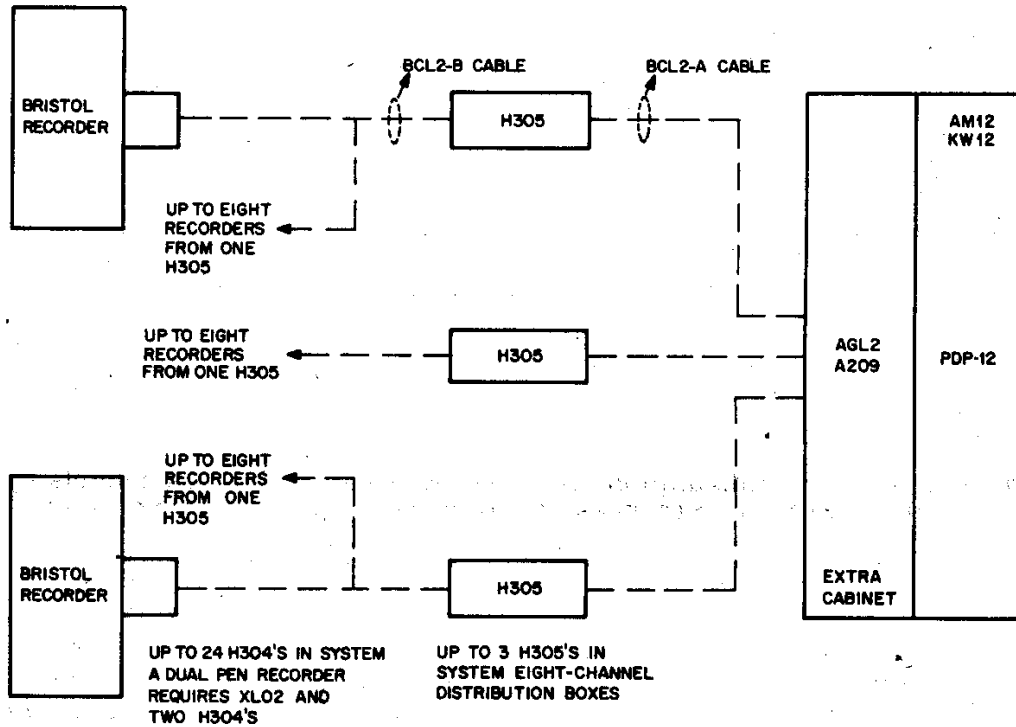 BCL2-B CABLE
BCL2-A CABLE
BRISTOL
RECORDER
H305
AM12
KW12
UP TO EIGHT
RECORDERS
FROM ONE
H305
UP TO EIGHT
RECORDERS
FROM ONE H305
H305
AGL2
A209
PDP-12
UP TO EIGHT
RECORDERS
FROM ONE
H305
BRISTOL
RECORDER
H305
EXTRA
CABINET
UP TO 24 H304'S IN SYSTEM
A DUAL PEN RECORDER
REQUIRES XL02 AND
TWO H304'S
UP TO 3 H305'S IN
SYSTEM EIGHT-CHANNEL
DISTRIBUTION BOXES